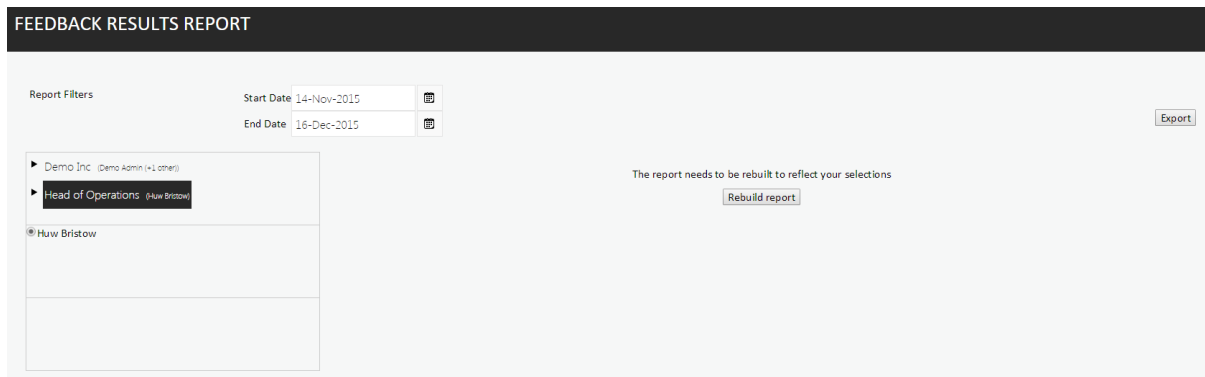 FEEDBACK RESULTS REPORT
Report Filters
Start Date 14-Nov-2015
End Date 16-Dec-2015
Export
Demo Inc (Demo Admin (+1 other))
Head of Operations (Huw Bristow)
The report needs to be rebuilt to reflect your selections
Rebuild report
Huw Bristow